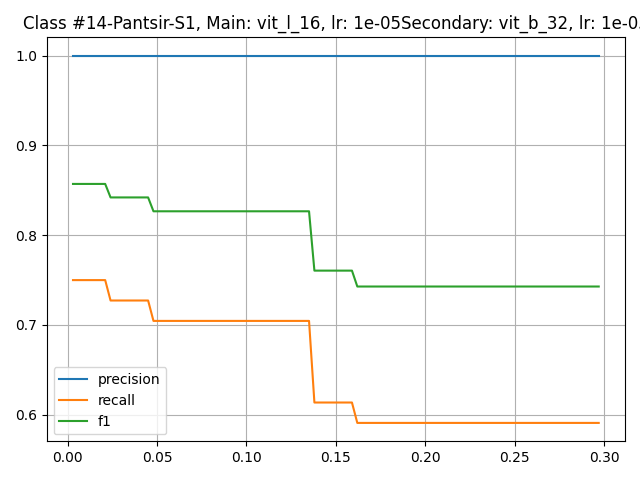 Class #14-Pantsir-S1, Main: vit_l_16, lr: 1e-05Secondary: vit_b_32, lr: 1e-0
1.0
0.9
0.8
0.7
0.6
precision
recall
f1
0.00 0.05 0.10 0.15 0.20 0.25 0.30